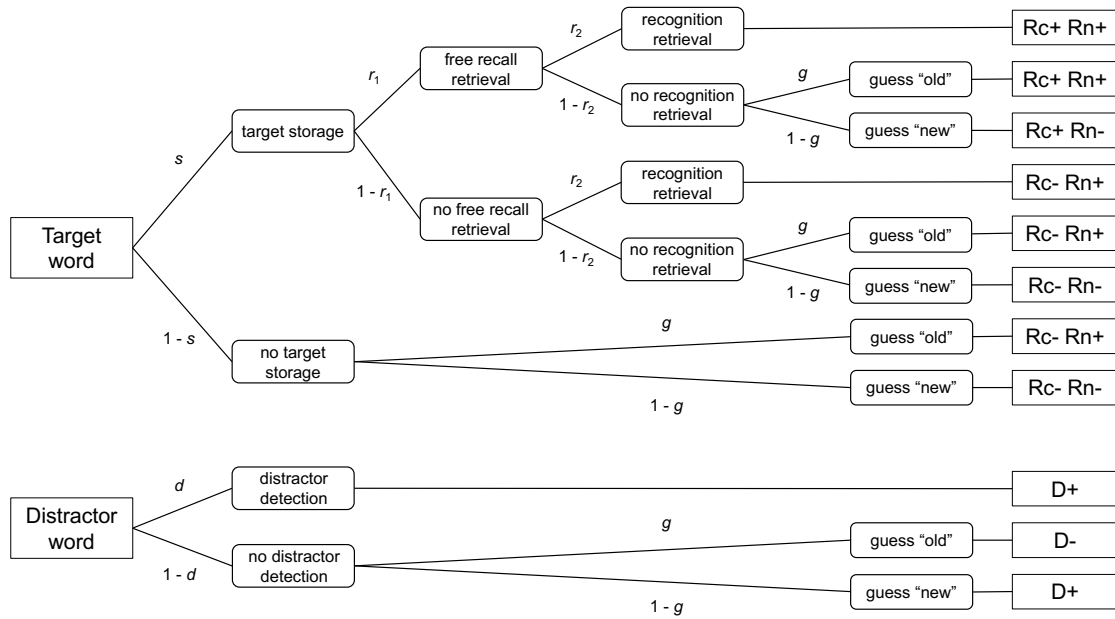 r2
recognition
retrieval
Rc+ Rn+
free recall
retrieval
r1
g
guess “old”
Rc+ Rn+
1 - r2
no recognition
retrieval
target storage
1 - g
guess “new”
Rc+ Rn-
s
1 - r1
r2
recognition
retrieval
Rc- Rn+
no free recall
retrieval
g
guess “old”
Rc- Rn+
Target
word
1 - r2
no recognition
retrieval
1 - g
guess “new”
Rc- Rn-
1 - s
g
guess “old”
Rc- Rn+
no target
storage
guess “new”
Rc- Rn-
1 - g
d
distractor
detection
D+
Distractor
word
g
guess “old”
D-
1 - d
no distractor
detection
guess “new”
D+
1 - g